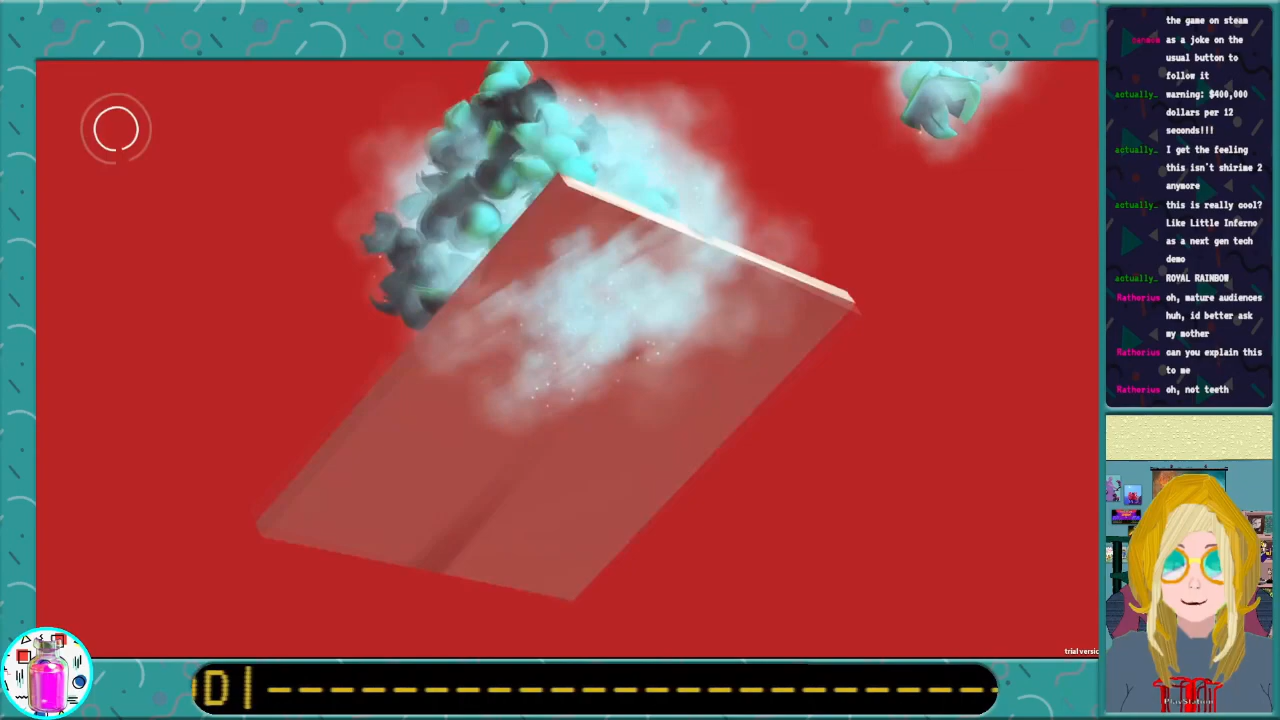 the game on steam
as a joke on the
usual button to
follow it
actually_ warning: $400,000
dollars per 12
seconds!!!
actually_ I get the feeling
this isn't shirime 2
anymore
actually_ this is really cool?
Like Little Inferno
as a next gen tech
demo
actually_ ROYAL RAINBOW
Ratherius oh, mature audiences
huh, id better ask
my mother
Ratherius can you explain this
to me
Ratherius oh, not teeth
trial versic
D
PlayStation